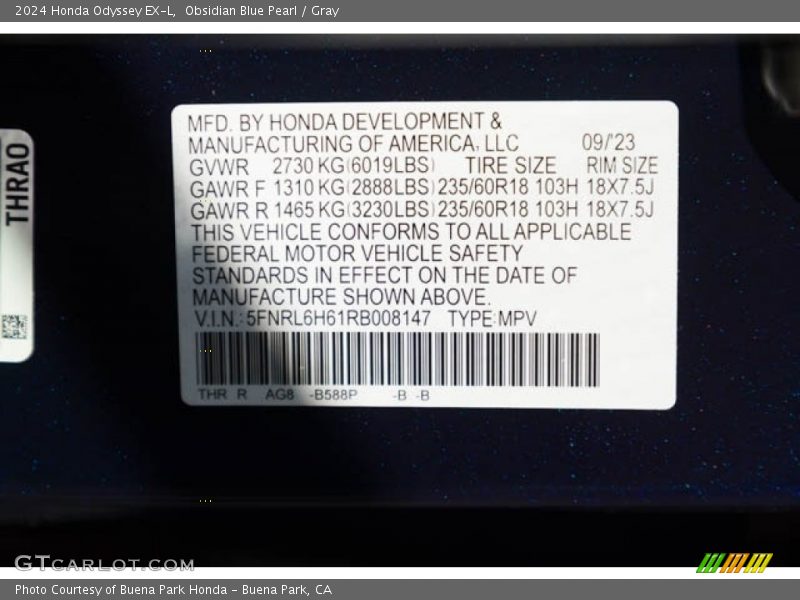 2024 Honda Odyssey EX-L, Obsidian Blue Pearl / Gray
THRAO
MFD. BY HONDA DEVELOPMENT &
MANUFACTURING OF AMERICA, LLC 09/'23
GVWR 2730 KG(6019LBS) TIRE SIZE RIM SIZE
GAWR F 1310 KG(2888LBS) 235/60R18 103H 18X7.5J
GAWR R 1465 KG(3230LBS) 235/60R18 103H 18X7.5J
THIS VEHICLE CONFORMS TO ALL APPLICABLE
FEDERAL MOTOR VEHICLE SAFETY
STANDARDS IN EFFECT ON THE DATE OF
MANUFACTURE SHOWN ABOVE.
V.I.N.: 5FNRL6H61RB008147 TYPE:MPV
THR R AG8 -B588P -B -B
GTCARLOT.COM
Photo Courtesy of Buena Park Honda - Buena Park, CA